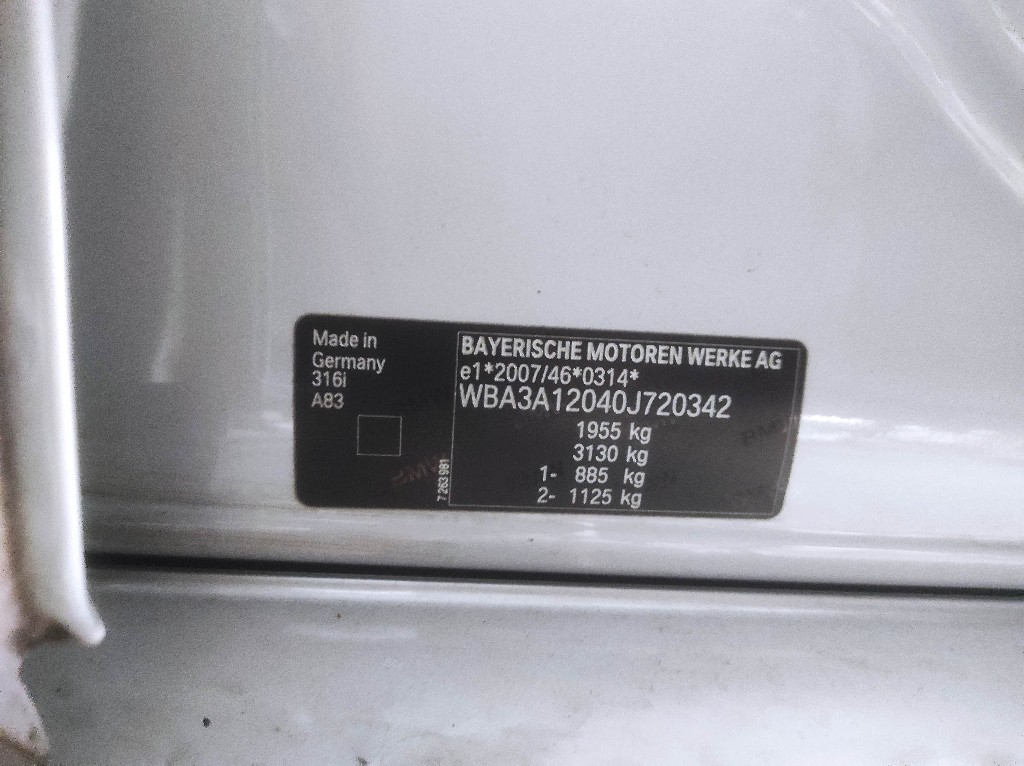 Made in
Germany
316i
A83
7 263 981
BAYERISCHE MOTOREN WERKE AG
e1*2007/46*0314*
WBA3A12040J720342
1955 kg
3130 kg
1- 885 kg
2- 1125 kg